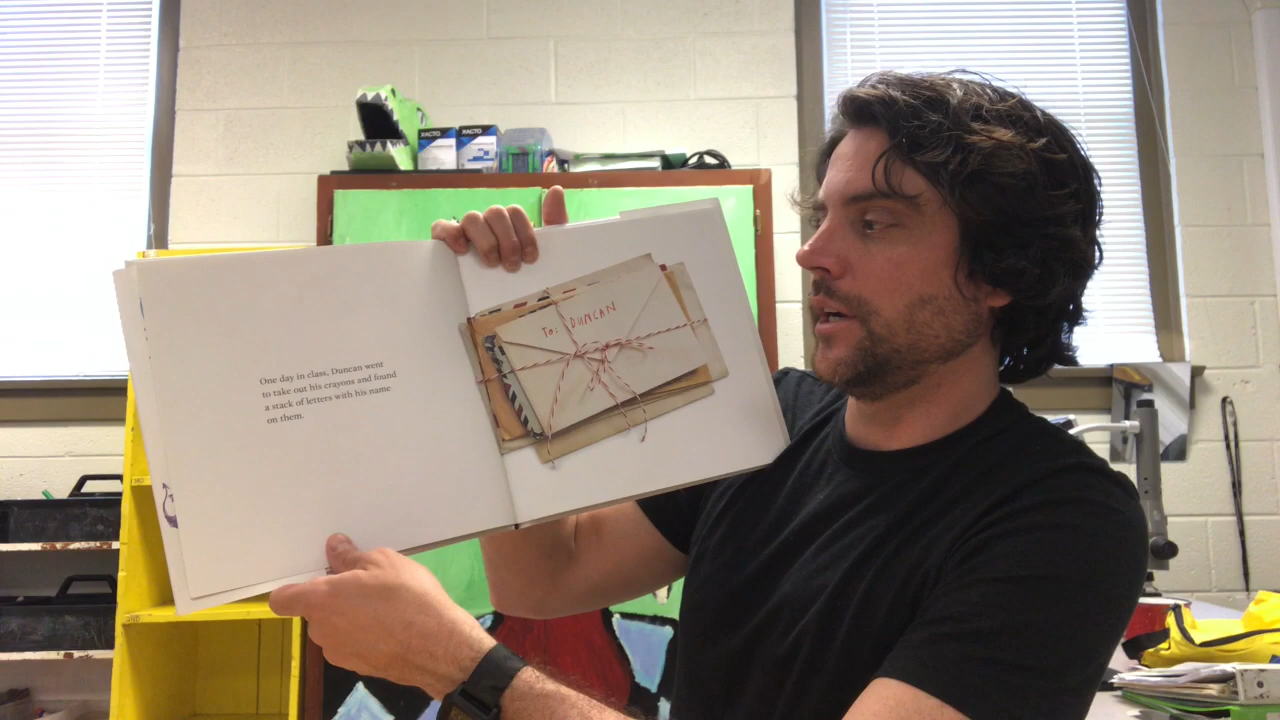 XACTO XACTO
To: DUNCAN
One day in class, Duncan went
to take out his crayons and found
a stack of letters with his name
on them.